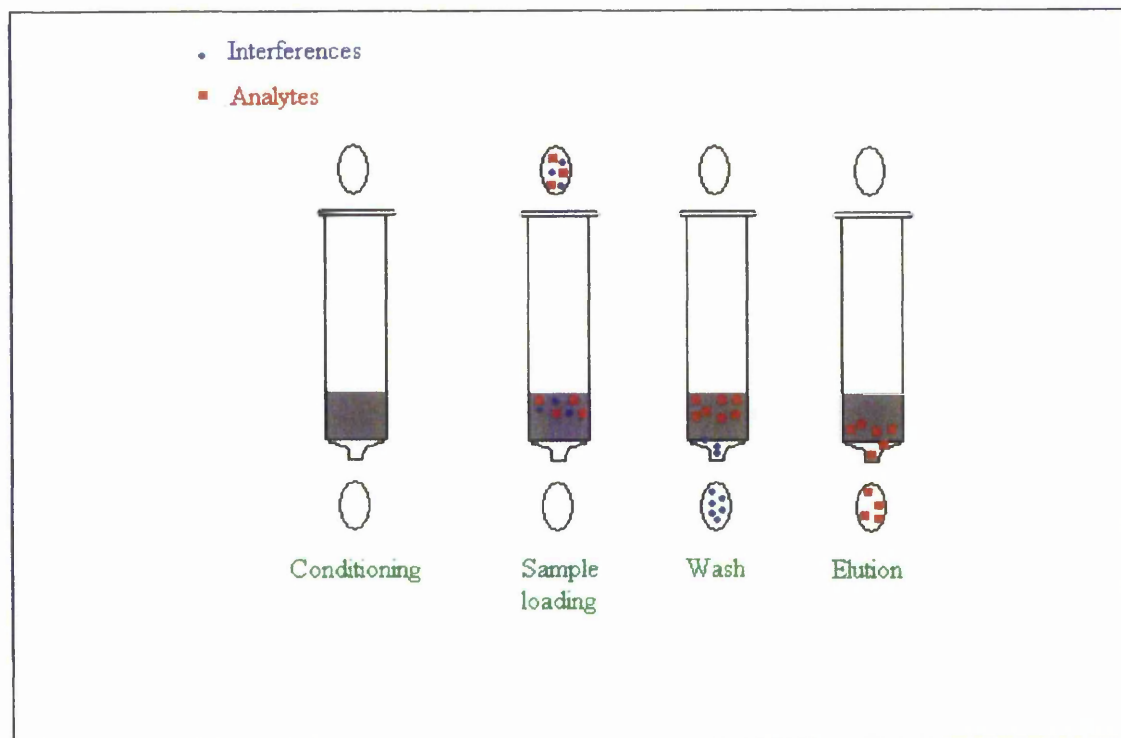 Interferences
Analytes
Conditioning
Sample
loading
Wash
Elution